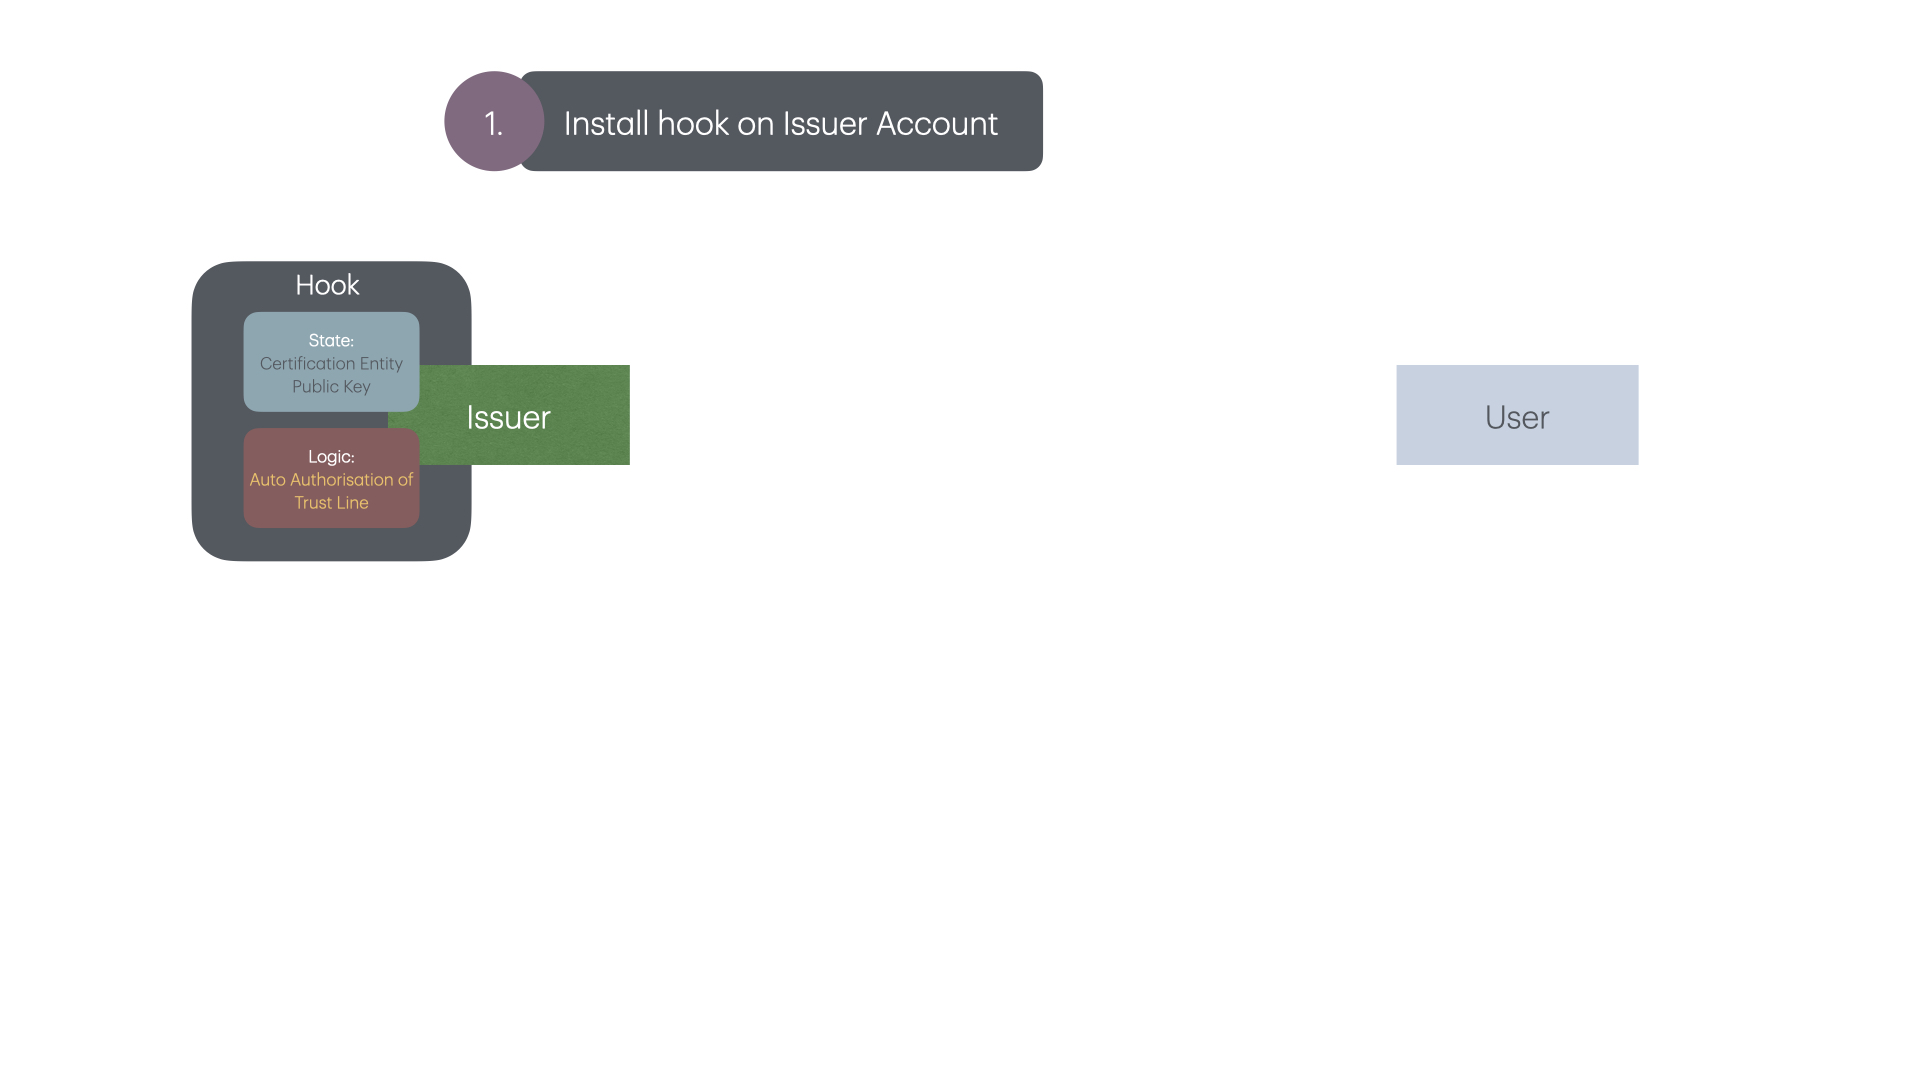 1.
Install hook on Issuer Account
Hook
State:
Certification Entity
Public Key
Logic:
Auto Authorisation of
Trust Line
Issuer
User